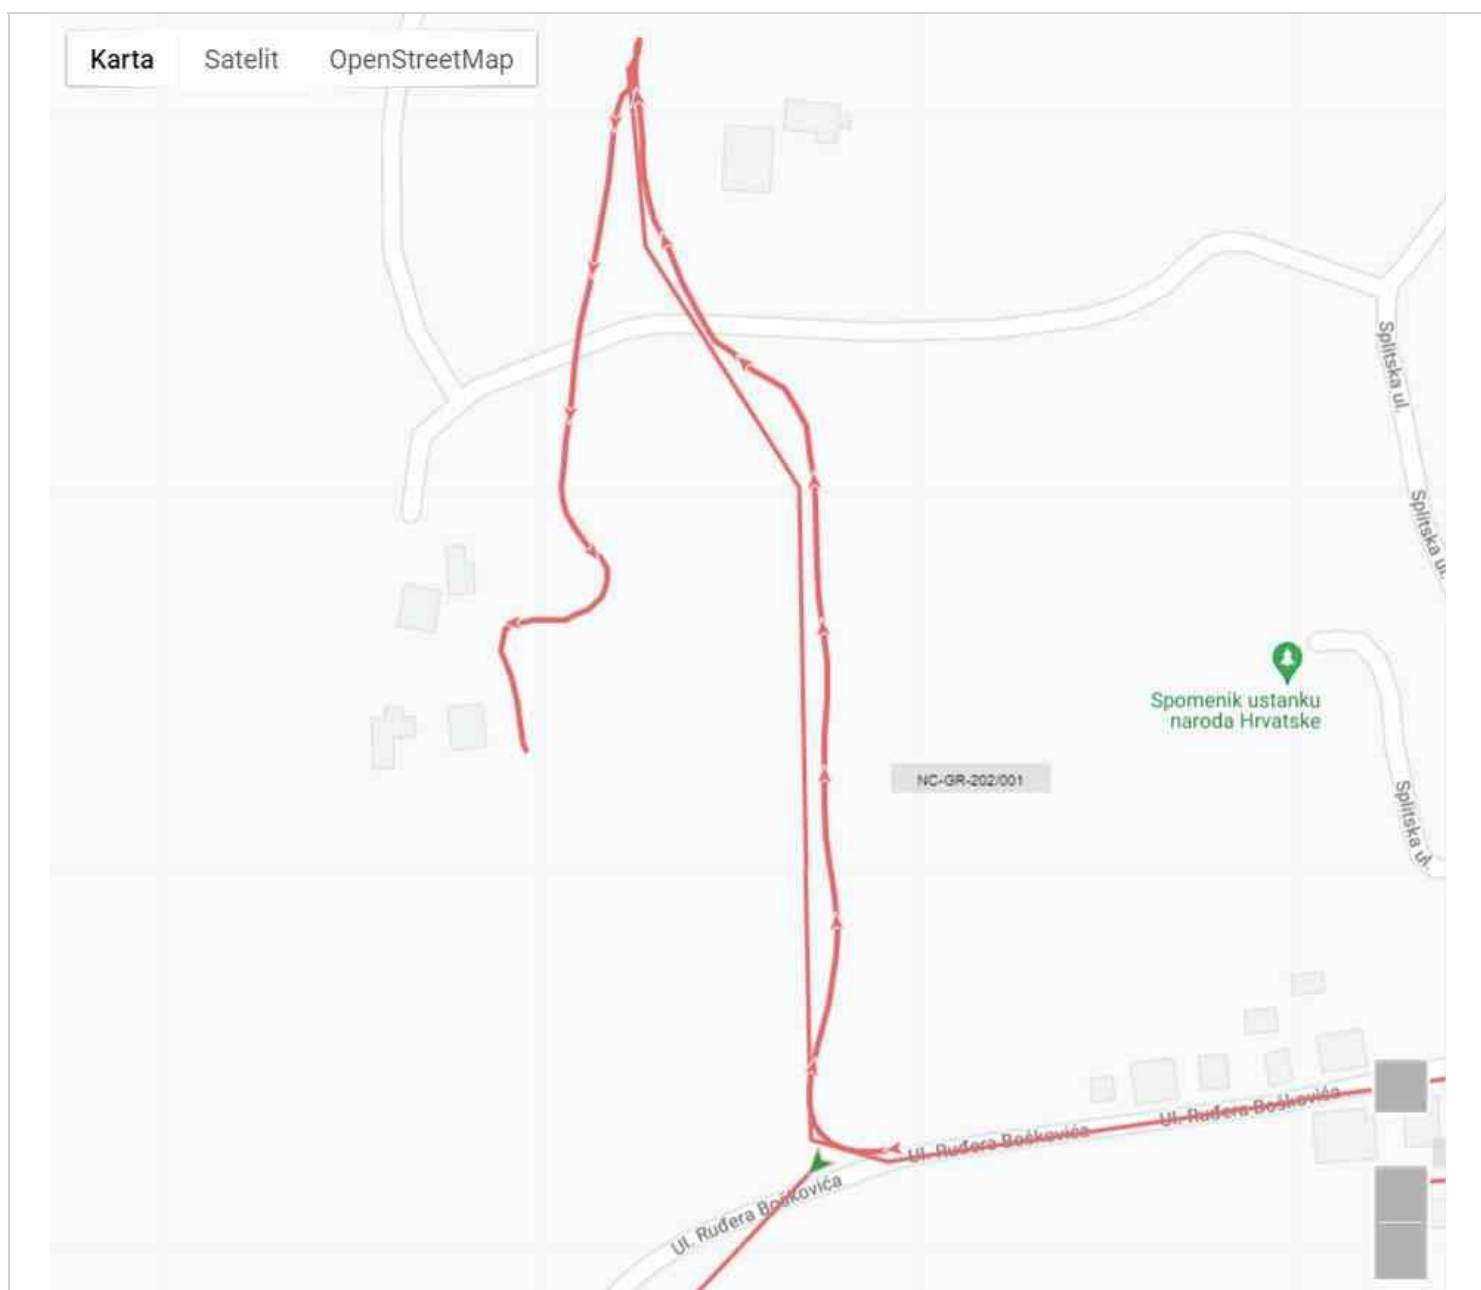 Karta
Satelit
OpenStreetMap
Splitska ul.
Splitska ul.
Spomenik ustanku
naroda Hrvatske
NC-GR-202/001
Splitska ul.
Ul. Ruđera Boškovića
Ul. Ruđera Boškovića
Ul. Ruđera Boškovića